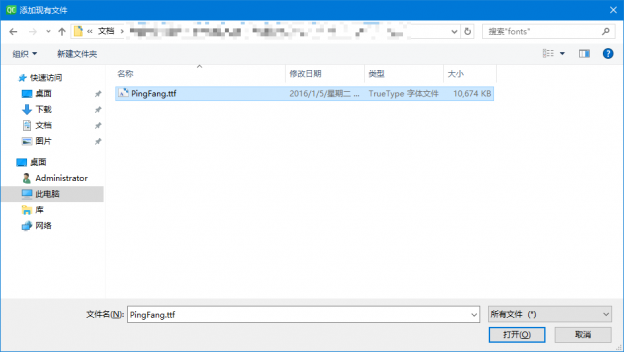 QC 添加现有文件
« 文档 ›
搜索"fonts"
组织 新建文件夹
名称 修改日期 类型 大小
快速访问
桌面
下载
文档
图片
桌面
Administrator
此电脑
库
网络
PingFang.ttf 2016/1/5/星期二 ... TrueType 字体文件 10,674 KB
文件名(N): PingFang.ttf 所有文件 (*)
打开(O) 取消